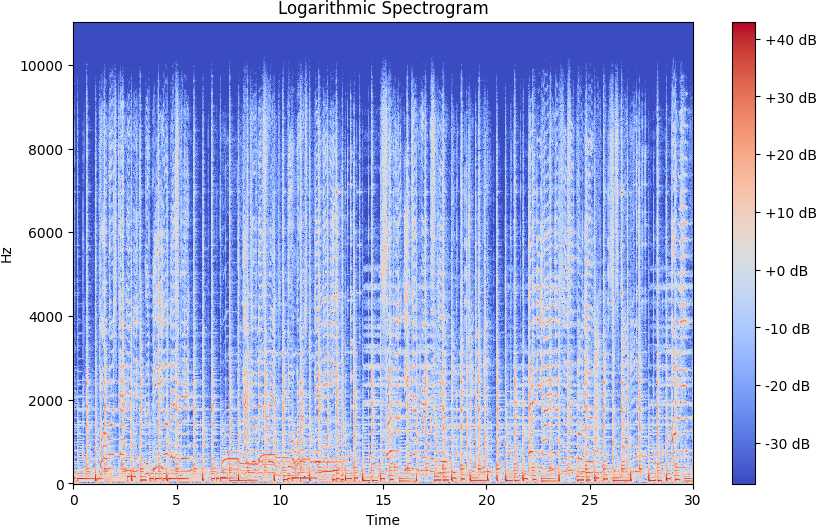 Logarithmic Spectrogram
Hz
10000
8000
6000
4000
2000
0
0 5 10 15 20 25 30
Time
+40 dB
+30 dB
+20 dB
+10 dB
+0 dB
-10 dB
-20 dB
-30 dB